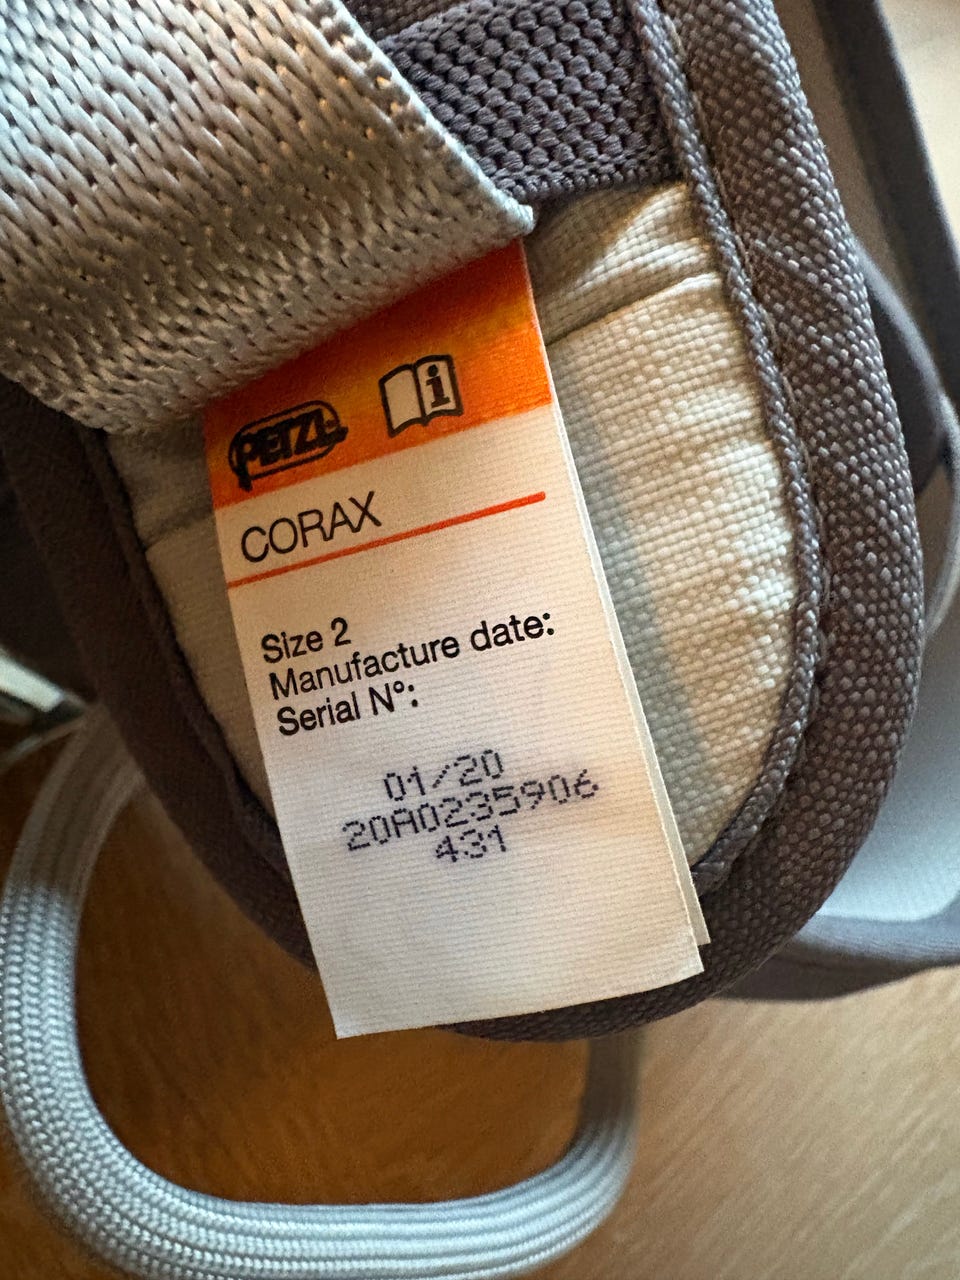 PETZL
i
CORAX
Size 2
Manufacture date:
Serial N°:
01/20
20A0235906
431